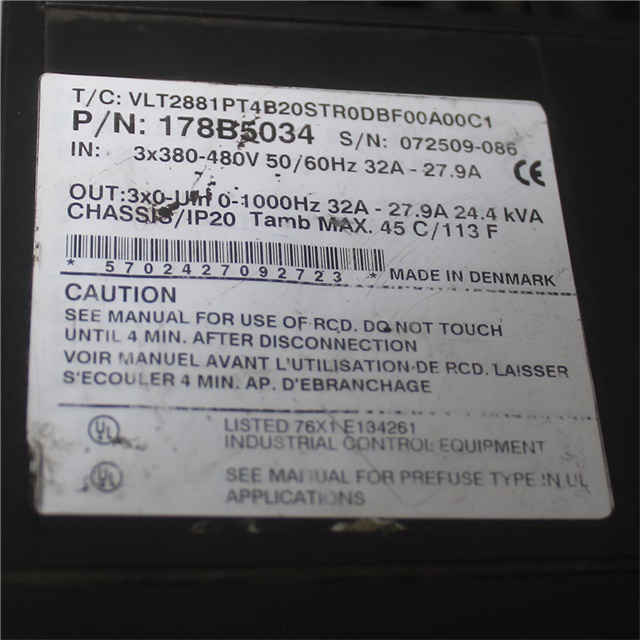 T/C: VLT2881PT4B20STR0DBF00A00C1
P/N: 178B5034 S/N: 072509-086
IN: 3x380-480V 50/60Hz 32A - 27.9A
CE
OUT:3x0-Uin 0-1000Hz 32A - 27.9A 24.4 kVA
CHASSIS/IP20 Tamb MAX. 45 C/113 F
* 5702427092723 * MADE IN DENMARK
CAUTION
SEE MANUAL FOR USE OF RCD. DO NOT TOUCH
UNTIL 4 MIN. AFTER DISCONNECTION
VOIR MANUEL AVANT L'UTILISATION DE RCD. LAISSER
S'ECOULER 4 MIN. AP. D'EBRANCHAGE
UL LISTED 76X1 E134261
INDUSTRIAL CONTROL EQUIPMENT
UL SEE MANUAL FOR PREFUSE TYPE IN UL
APPLICATIONS